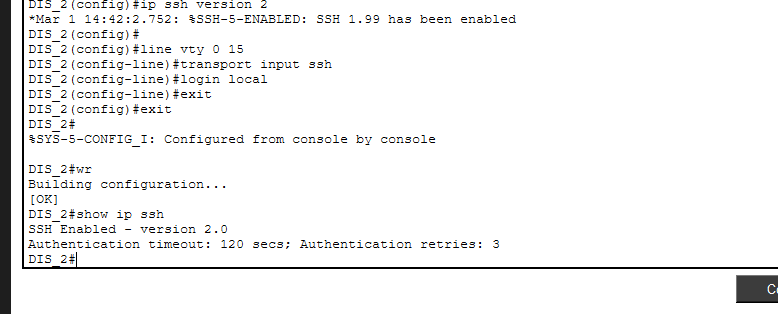 DIS_2(config)#ip ssh version 2
*Mar 1 14:42:2.752: %SSH-5-ENABLED: SSH 1.99 has been enabled
DIS_2(config)#
DIS_2(config)#line vty 0 15
DIS_2(config-line)#transport input ssh
DIS_2(config-line)#login local
DIS_2(config-line)#exit
DIS_2(config)#exit
DIS_2#
%SYS-5-CONFIG_I: Configured from console by console
DIS_2#wr
Building configuration...
[OK]
DIS_2#show ip ssh
SSH Enabled - version 2.0
Authentication timeout: 120 secs; Authentication retries: 3
DIS_2#